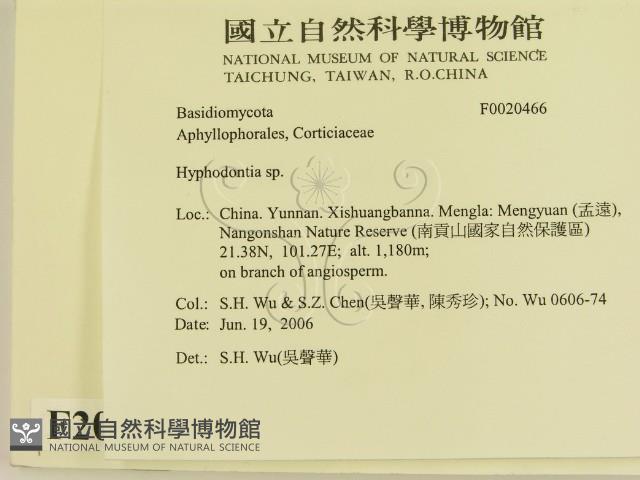 國立自然科學博物館
NATIONAL MUSEUM OF NATURAL SCIENCE
TAICHUNG, TAIWAN, R.O.CHINA
Basidiomycota F0020466
Aphyllophorales, Corticiaceae
Hyphodontia sp.
Loc.: China. Yunnan. Xishuangbanna. Mengla: Mengyuan (孟遠),
Nangonshan Nature Reserve (南貢山國家自然保護區)
21.38N, 101.27E; alt. 1,180m;
on branch of angiosperm.
Col.: S.H. Wu & S.Z. Chen(吳聲華, 陳秀珍); No. Wu 0606-74
Date: Jun. 19, 2006
Det.: S.H. Wu(吳聲華)
國立自然科學博物館
NATIONAL MUSEUM OF NATURAL SCIENCE